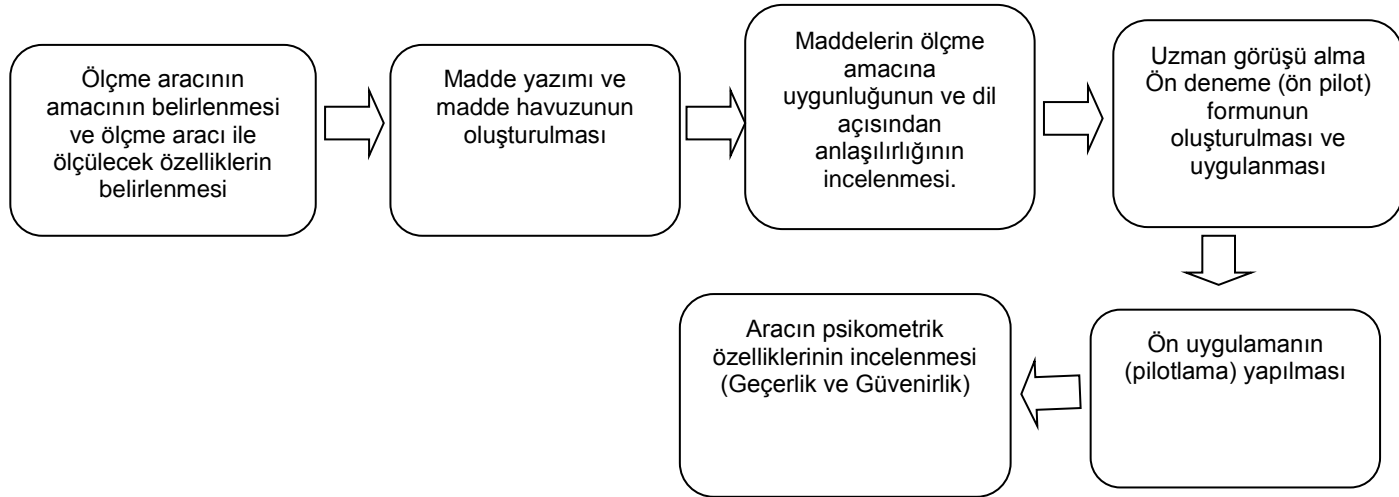 Ölçme aracının
amacının belirlenmesi
ve ölçme aracı ile
ölçülecek özelliklerin
belirlenmesi
Madde yazımı ve
madde havuzunun
oluşturulması
Maddelerin ölçme
amacına
uygunluğunun ve dil
açısından
anlaşılırlığının
incelenmesi.
Uzman görüşü alma
Ön deneme (ön pilot)
formunun
oluşturulması ve
uygulanması
Ön uygulamanın
(pilotlama) yapılması
Aracın psikometrik
özelliklerinin incelenmesi
(Geçerlik ve Güvenirlik)